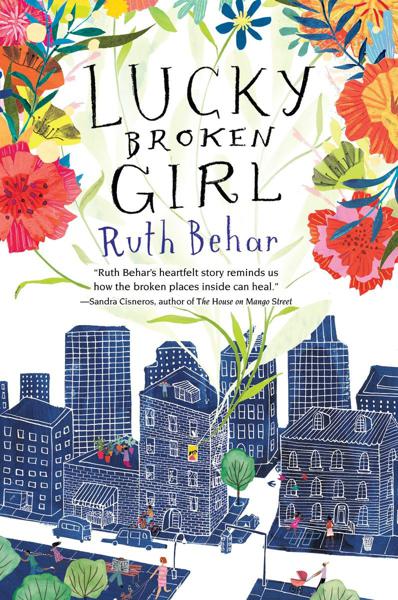 LUCKY
BROKEN
GIRL
Ruth Behar
“Ruth Behar’s heartfelt story reminds us
how the broken places inside can heal.”
—Sandra Cisneros, author of The House on Mango Street